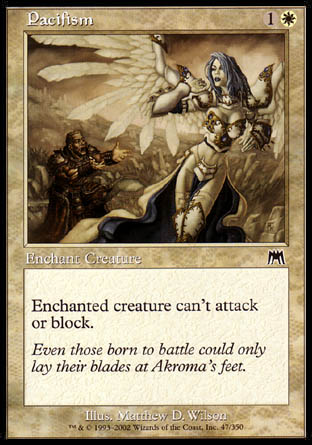 Pacifism 1
Enchant Creature
Enchanted creature can't attack
or block.
Even those born to battle could only
lay their blades at Akroma's feet.
Illus. Matthew D. Wilson
™ & © 1993-2002 Wizards of the Coast, Inc. 47/350